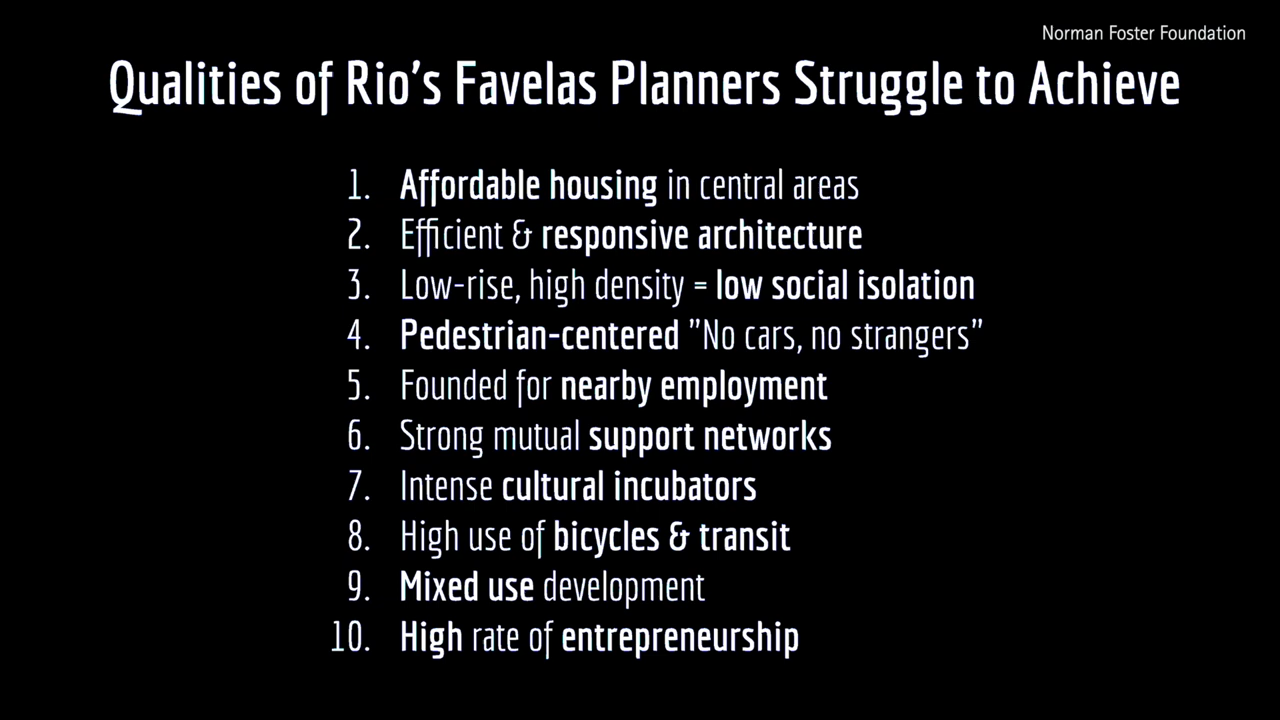 Norman Foster Foundation
Qualities of Rio's Favelas Planners Struggle to Achieve
1. Affordable housing in central areas
2. Efficient & responsive architecture
3. Low-rise, high density = low social isolation
4. Pedestrian-centered ”No cars, no strangers”
5. Founded for nearby employment
6. Strong mutual support networks
7. Intense cultural incubators
8. High use of bicycles & transit
9. Mixed use development
10. High rate of entrepreneurship